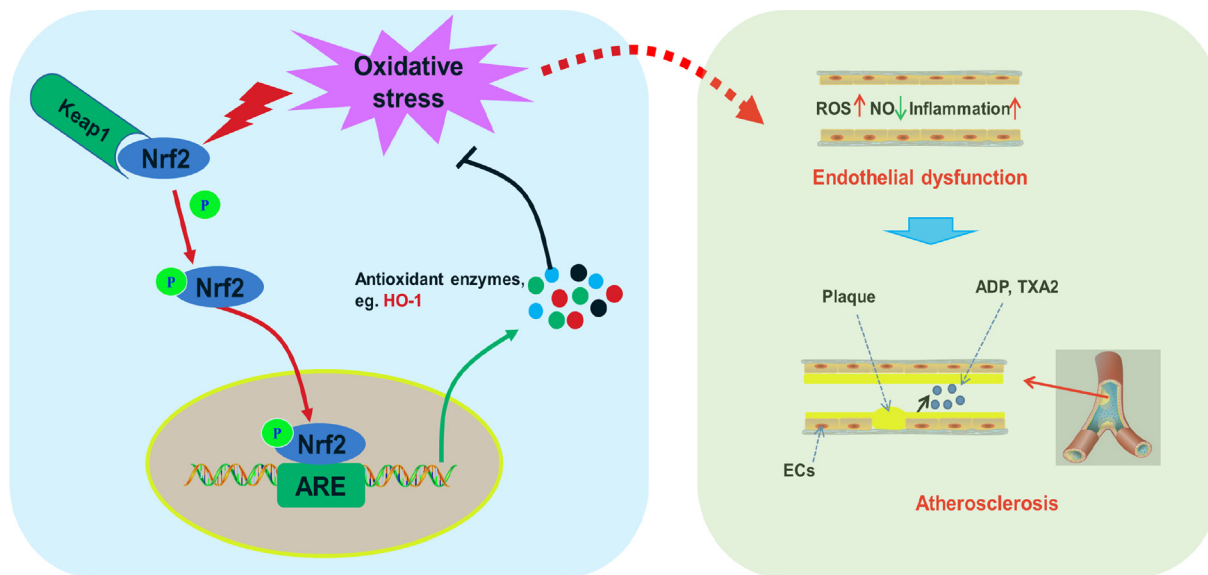 Oxidative
stress
Keap1
Nrf2
P
P
Nrf2
Antioxidant enzymes,
eg. HO-1
P
Nrf2
ARE
ROS NO Inflammation
Endothelial dysfunction
Plaque
ADP, TXA2
ECs
Atherosclerosis